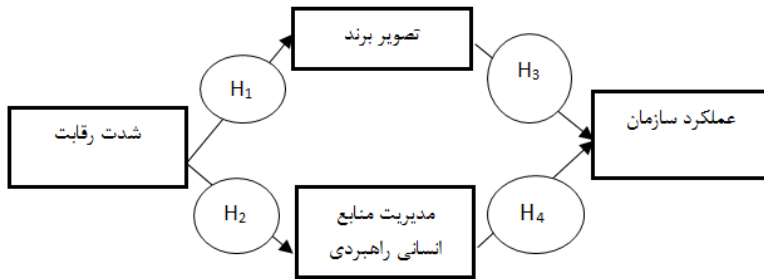 تصویر برند
H₁
H₃
شدت رقابت
عملکرد سازمان
H₂
مدیریت منابع
انسانی راهبردی
H₄